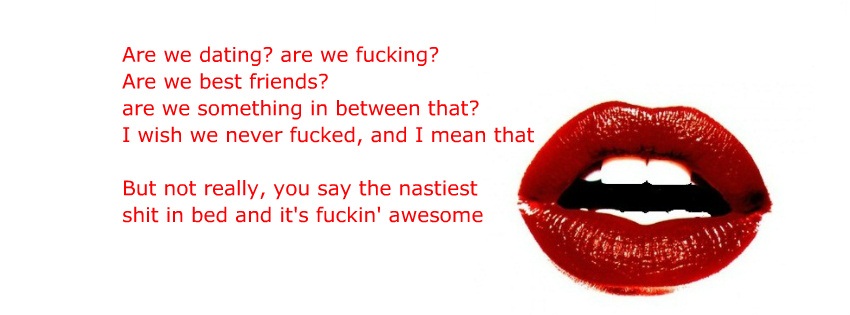 Are we dating? are we fucking?
Are we best friends?
are we something in between that?
I wish we never fucked, and I mean that
But not really, you say the nastiest
shit in bed and it's fuckin' awesome